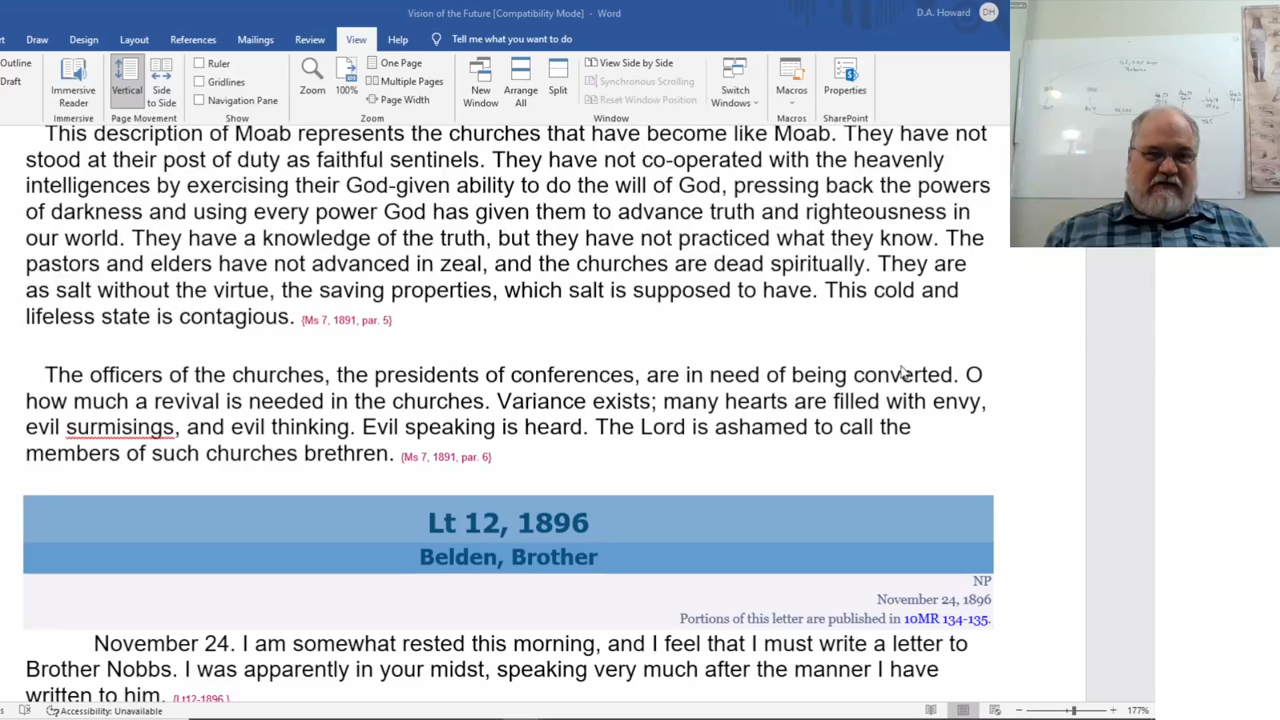 Vision of the Future [Compatibility Mode] - Word
D.A. Howard
DH
rt Draw Design Layout References Mailings Review View Help Tell me what you want to do
Outline
Draft
Immersive
Reader
Immersive
Vertical
Side
to Side
Page Movement
Ruler
Gridlines
Navigation Pane
Show
Zoom
100%
One Page
Multiple Pages
Page Width
Zoom
New
Window
Arrange
All
Split
View Side by Side
Synchronous Scrolling
Reset Window Position
Switch
Windows
Window
Macros
Macros
Properties
SharePoint
This description of Moab represents the churches that have become like Moab. They have not
stood at their post of duty as faithful sentinels. They have not co-operated with the heavenly
intelligences by exercising their God-given ability to do the will of God, pressing back the powers
of darkness and using every power God has given them to advance truth and righteousness in
our world. They have a knowledge of the truth, but they have not practiced what they know. The
pastors and elders have not advanced in zeal, and the churches are dead spiritually. They are
as salt without the virtue, the saving properties, which salt is supposed to have. This cold and
lifeless state is contagious. {Ms 7, 1891, par. 5}
The officers of the churches, the presidents of conferences, are in need of being converted. O
how much a revival is needed in the churches. Variance exists; many hearts are filled with envy,
evil surmisings, and evil thinking. Evil speaking is heard. The Lord is ashamed to call the
members of such churches brethren. {Ms 7, 1891, par. 6}
Lt 12, 1896
Belden, Brother
NP
November 24, 1896
Portions of this letter are published in 10MR 134-135.
November 24. I am somewhat rested this morning, and I feel that I must write a letter to
Brother Nobbs. I was apparently in your midst, speaking very much after the manner I have
written to him. {Lt12-1896 }
s Accessibility: Unavailable
177%